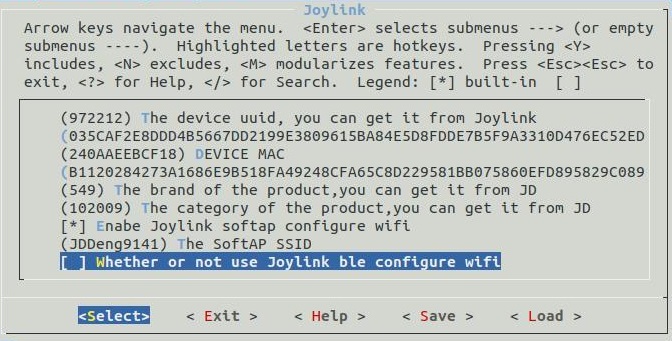 Joylink
Arrow keys navigate the menu.  <Enter> selects submenus ---> (or empty
submenus ----).  Highlighted letters are hotkeys.  Pressing <Y>
includes, <N> excludes, <M> modularizes features.  Press <Esc><Esc> to
exit, <?> for Help, </> for Search.  Legend: [*] built-in  [ ]
(972212) The device uuid, you can get it from Joylink
(035CAF2E8DDD4B5667DD2199E3809615BA84E5D8FDDE7B5F9A3310D476EC52ED
(240AAEEBCF18) DEVICE MAC
(B1120284273A1686E9B518FA49248CFA65C8D229581BB075860EFD895829C089
(549) The brand of the product,you can get it from JD
(102009) The category of the product,you can get it from JD
[*] Enabe Joylink softap configure wifi
(JDDeng9141) The SoftAP SSID
[ ] Whether or not use Joylink ble configure wifi
<Select>    < Exit >    < Help >    < Save >    < Load >